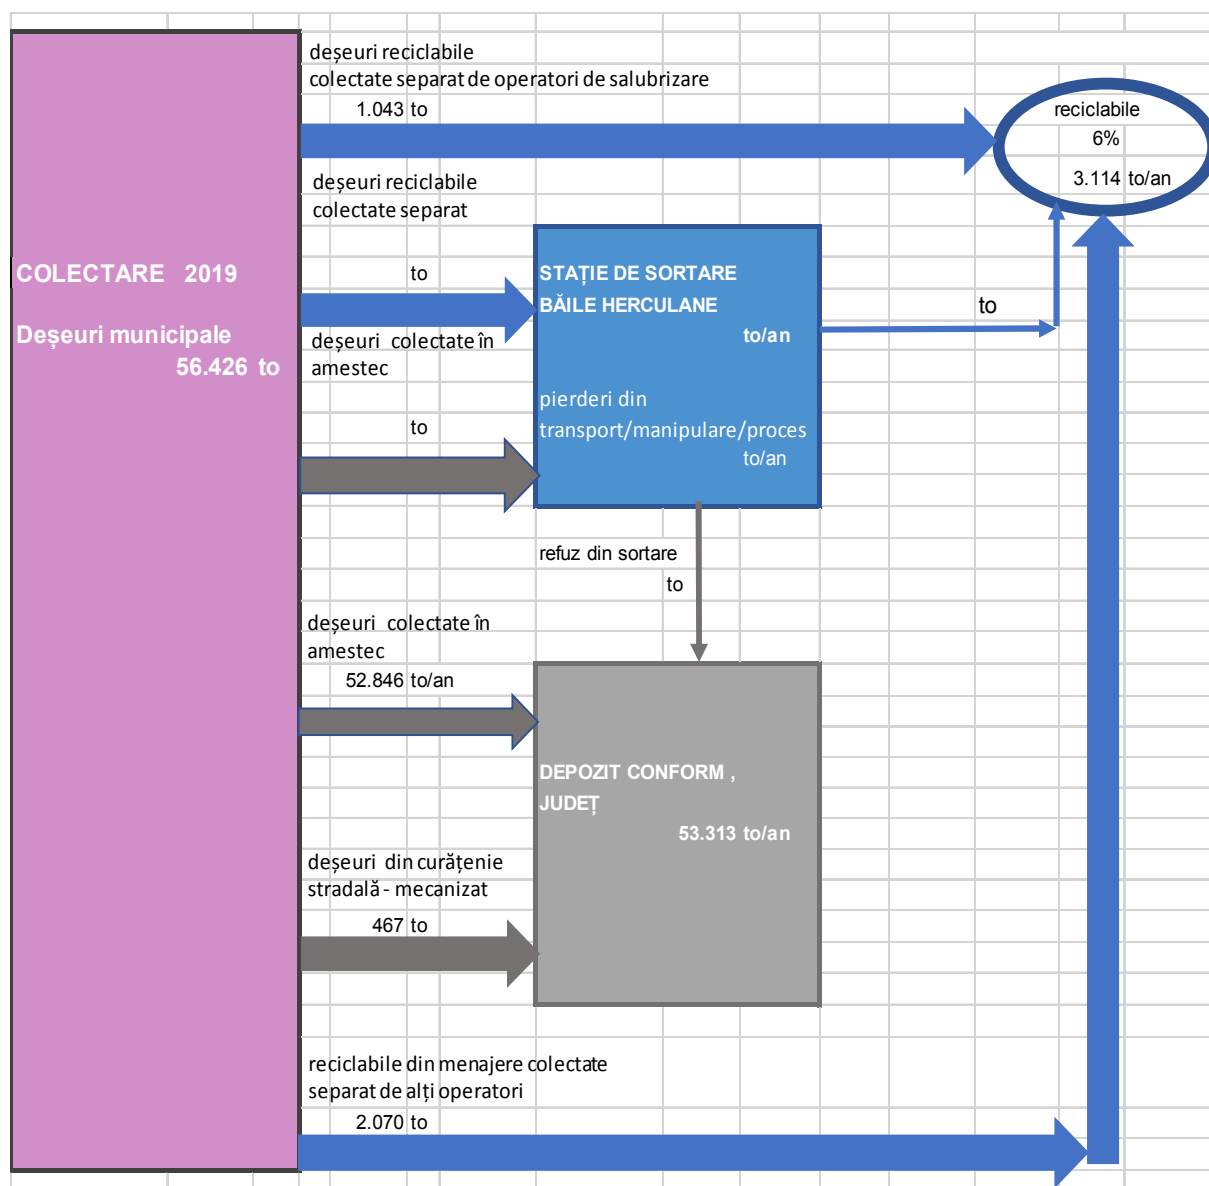 deșeuri reciclabile
colectate separat de operatori de salubrizare
1.043 to
reciclabile
6%
3.114 to/an
deșeuri reciclabile
colectate separat
to
COLECTARE 2019
Deșeuri municipale
56.426 to
STAȚIE DE SORTARE
BĂILE HERCULANE
to/an
pierderi din
transport/manipulare/proces
to/an
to
deșeuri colectate în
amestec
to
refuz din sortare
to
deșeuri colectate în
amestec
52.846 to/an
DEPOZIT CONFORM ,
JUDEȚ
53.313 to/an
deșeuri din curățenie
stradală - mecanizat
467 to
reciclabile din menajere colectate
separat de alți operatori
2.070 to